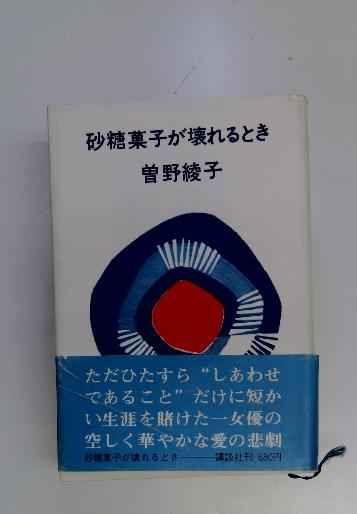 砂糖菓子が壊れるとき
曽野綾子
ただひたすら“しあわせ
であること”だけに短か
い生涯を賭けた一女優の
空しく華やかな愛の悲劇
砂糖菓子が壊れるとき———講談社刊 680円